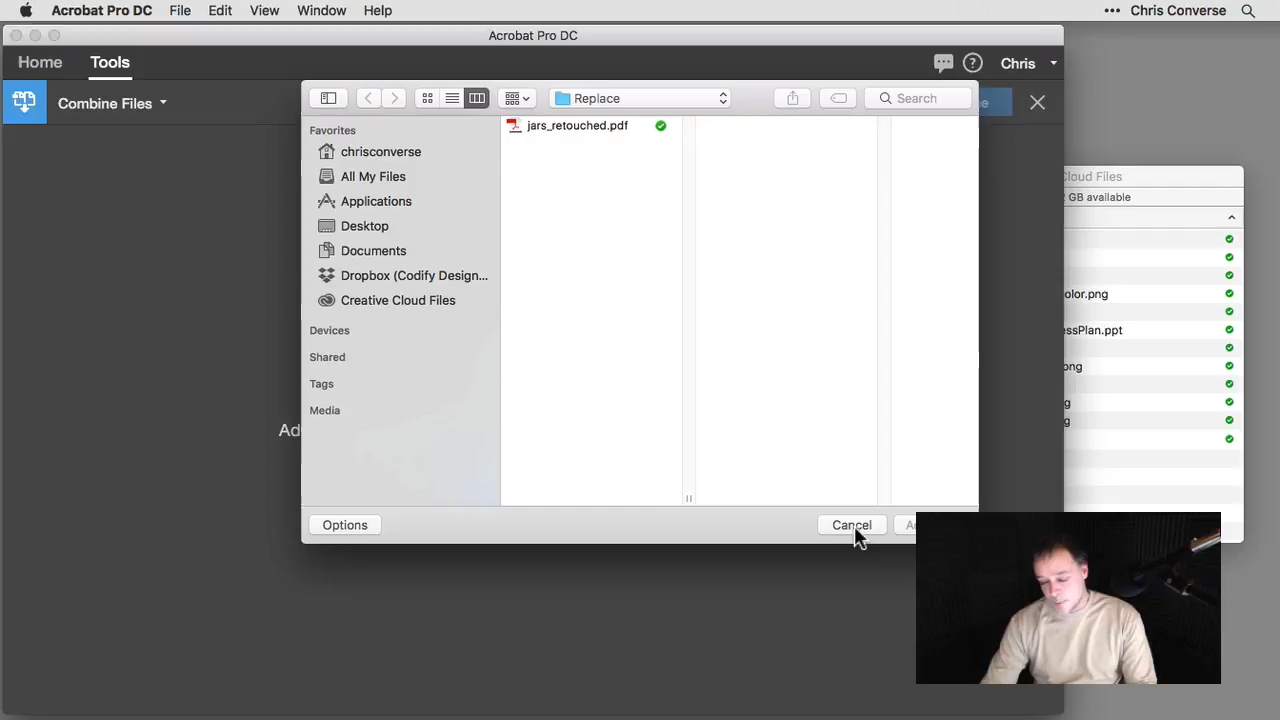 Acrobat Pro DC File Edit View Window Help Chris Converse
Acrobat Pro DC
Home Tools Chris
Combine Files
Replace Search
Favorites
chrisconverse
All My Files
Applications
Desktop
Documents
Dropbox (Codify Design...
Creative Cloud Files
Devices
Shared
Tags
Media
jars_retouched.pdf
Options Cancel
Cloud Files
GB available
olor.png
essPlan.ppt